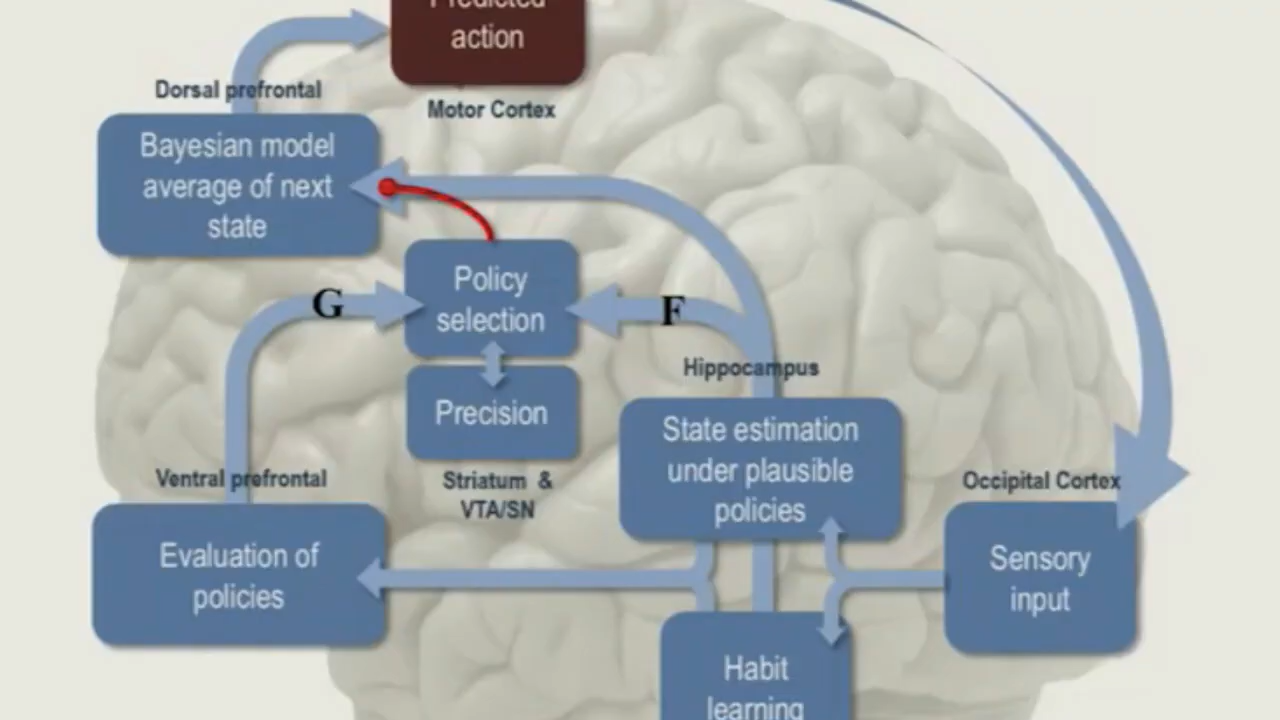 Predicted
action
Dorsal prefrontal
Motor Cortex
Bayesian model
average of next
state
Policy
selection
G
F
Hippocampus
Precision
State estimation
under plausible
policies
Ventral prefrontal
Striatum &
VTA/SN
Occipital Cortex
Evaluation of
policies
Sensory
input
Habit
learning